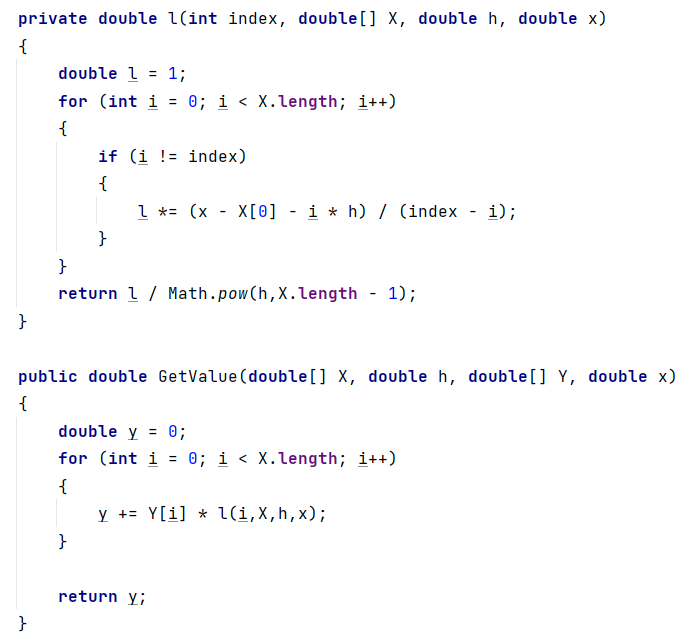 private double l(int index, double[] X, double h, double x)
{
    double l = 1;
    for (int i = 0; i < X.length; i++)
    {
        if (i != index)
        {
            l *= (x - X[0] - i * h) / (index - i);
        }
    }
    return l / Math.pow(h,X.length - 1);
}

public double GetValue(double[] X, double h, double[] Y, double x)
{
    double y = 0;
    for (int i = 0; i < X.length; i++)
    {
        y += Y[i] * l(i,X,h,x);
    }

    return y;
}